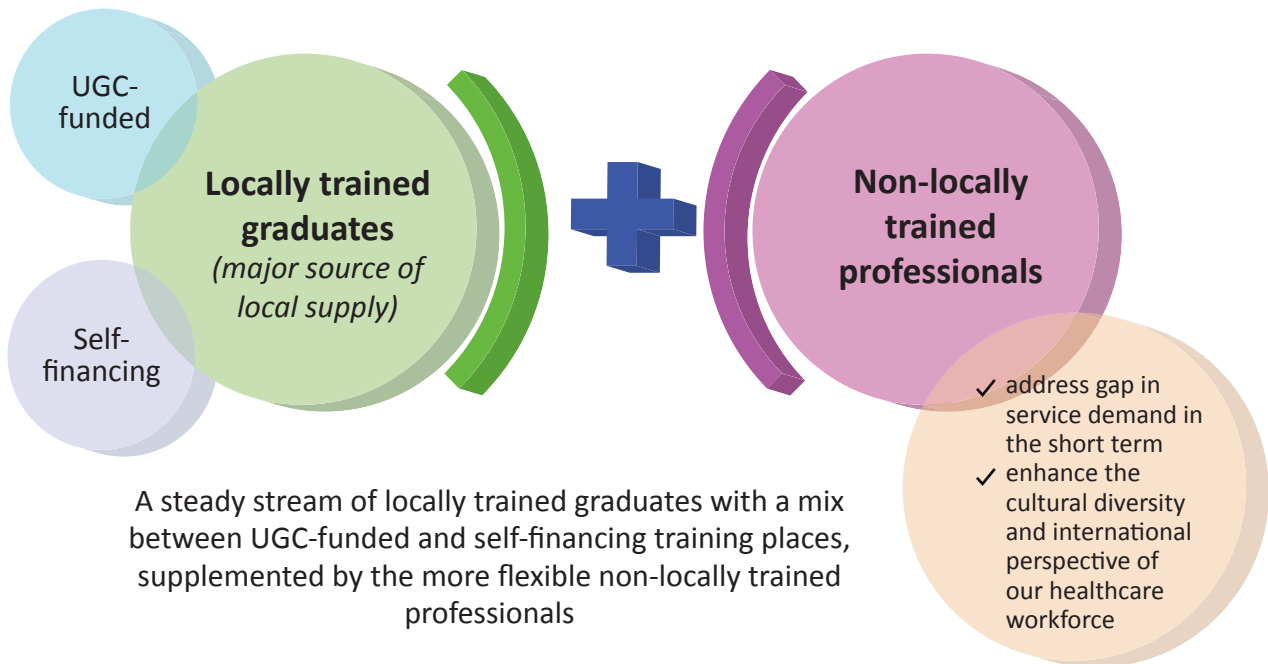 UGC-
funded
Locally trained
graduates
(major source of
local supply)
Self-
financing
Non-locally
trained
professionals
✓ address gap in
service demand in
the short term
✓ enhance the
cultural diversity
and international
perspective of
our healthcare
workforce
A steady stream of locally trained graduates with a mix
between UGC-funded and self-financing training places,
supplemented by the more flexible non-locally trained
professionals